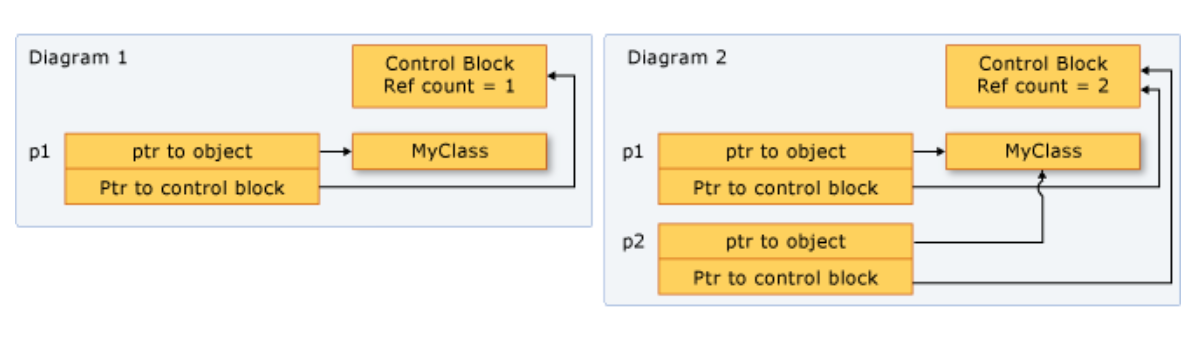 Diagram 1
Control Block
Ref count = 1
p1
ptr to object
MyClass
Ptr to control block
Diagram 2
Control Block
Ref count = 2
p1
ptr to object
MyClass
Ptr to control block
p2
ptr to object
Ptr to control block